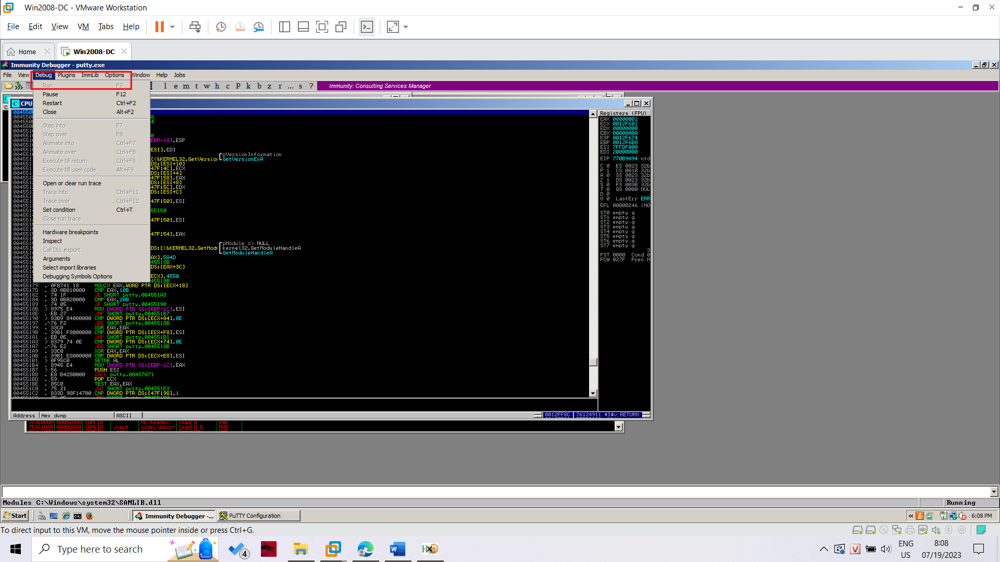 Win2008-DC - VMware Workstation
File Edit View VM Tabs Help
Home Win2008-DC
Immunity Debugger - putty.exe
File View Debug Plugins ImmLib Options Window Help Jobs
l e m t w h c P k b z r ... s ? Immunity: Consulting Services Manager
Run F9
Pause F12
Restart Ctrl+F2
Close Alt+F2
Step into F7
Step over F8
Animate into Ctrl+F7
Animate over Ctrl+F8
Execute till return Ctrl+F9
Execute till user code Alt+F9
Open or clear run trace
Trace into Ctrl+F11
Trace over Ctrl+F12
Set condition Ctrl+T
Close run trace
Hardware breakpoints
Inspect
Call DLL export
Arguments
Select import libraries
Debugging Symbols Options
CPU
EBP-18],ESP
ESI],EDI
[<&KERNEL32.GetVersion
DS:[ESI+10]
47F14C],ECX
DS:[ESI+4]
47F158],EAX
DS:[ESI+8]
47F15C],EDX
DS:[ESI+C]
47F150],ESI
55150
47F150],ESI
47F154],EAX
DS:[<&KERNEL32.GetModu
AX],5A4D
45518B
DS:[EAX+3C]
ECX],4550
45518B
pVersionInformation
GetVersionExA
pModule => NULL
kernel32.GetModuleHandleA
GetModuleHandleA
00455179 . 0FB741 18 MOVZX EAX,WORD PTR DS:[ECX+18]
0045517D . 3D 0B010000 CMP EAX,10B
00455182 . 74 1F JE SHORT putty.004551A3
00455184 . 3D 0B020000 CMP EAX,20B
00455189 . 74 05 JE SHORT putty.00455190
0045518B > 8975 E4 MOV DWORD PTR SS:[EBP-1C],ESI
0045518E . EB 27 JMP SHORT putty.004551B7
00455190 > 83B9 84000000 CMP DWORD PTR DS:[ECX+84],0E
00455197 .^76 F2 JBE SHORT putty.0045518B
00455199 . 33C0 XOR EAX,EAX
0045519B . 39B1 F8000000 CMP DWORD PTR DS:[ECX+F8],ESI
004551A1 . EB 0E JMP SHORT putty.004551B1
004551A3 > 8379 74 0E CMP DWORD PTR DS:[ECX+74],0E
004551A7 .^76 E2 JBE SHORT putty.0045518B
004551A9 . 33C0 XOR EAX,EAX
004551AB . 39B1 E8000000 CMP DWORD PTR DS:[ECX+E8],ESI
004551B1 > 0F95C0 SETNE AL
004551B4 . 8945 E4 MOV DWORD PTR SS:[EBP-1C],EAX
004551B7 > 56 PUSH ESI
004551B8 . E8 B4280000 CALL putty.00457A71
004551BD . 59 POP ECX
004551BE . 85C0 TEST EAX,EAX
004551C0 . 75 21 JNZ SHORT putty.004551E3
004551C2 . 833D 98F14700 CMP DWORD PTR DS:[47F198],1
Registers (FPU)
EAX 00000001
ECX 0012F601
EDX 00000000
EBX 00000000
ESP 0012F674
EBP 0012F6B8
ESI 7FFDF000
EDI 20000000
EIP 770B9A94 ntd
C 0 ES 0023 32b
P 1 CS 001B 32b
A 0 SS 0023 32b
Z 1 DS 0023 32b
S 0 FS 003B 32b
T 0 GS 0000 NUL
D 0
O 0 LastErr ERR
EFL 00000246 (NO
ST0 empty g
ST1 empty g
ST2 empty g
ST3 empty g
ST4 empty g
ST5 empty g
ST6 empty g
ST7 empty g
3
FST 0000 Cond 0
FCW 027F Prec N
Address Hex dump ASCII 0012FF8C 76124911 RETURN
75360000 00001000 SAMLIB PE header Imag R RWE
75361000 0000D000 SAMLIB .text code,import Imag R E RWE
Modules C:\Windows\system32\SAMLIB.dll Running
Start Immunity Debugger -... PuTTY Configuration « 6:08 PM
To direct input to this VM, move the mouse pointer inside or press Ctrl+G.
Type here to search 4 ENG US 8:08 07/19/2023